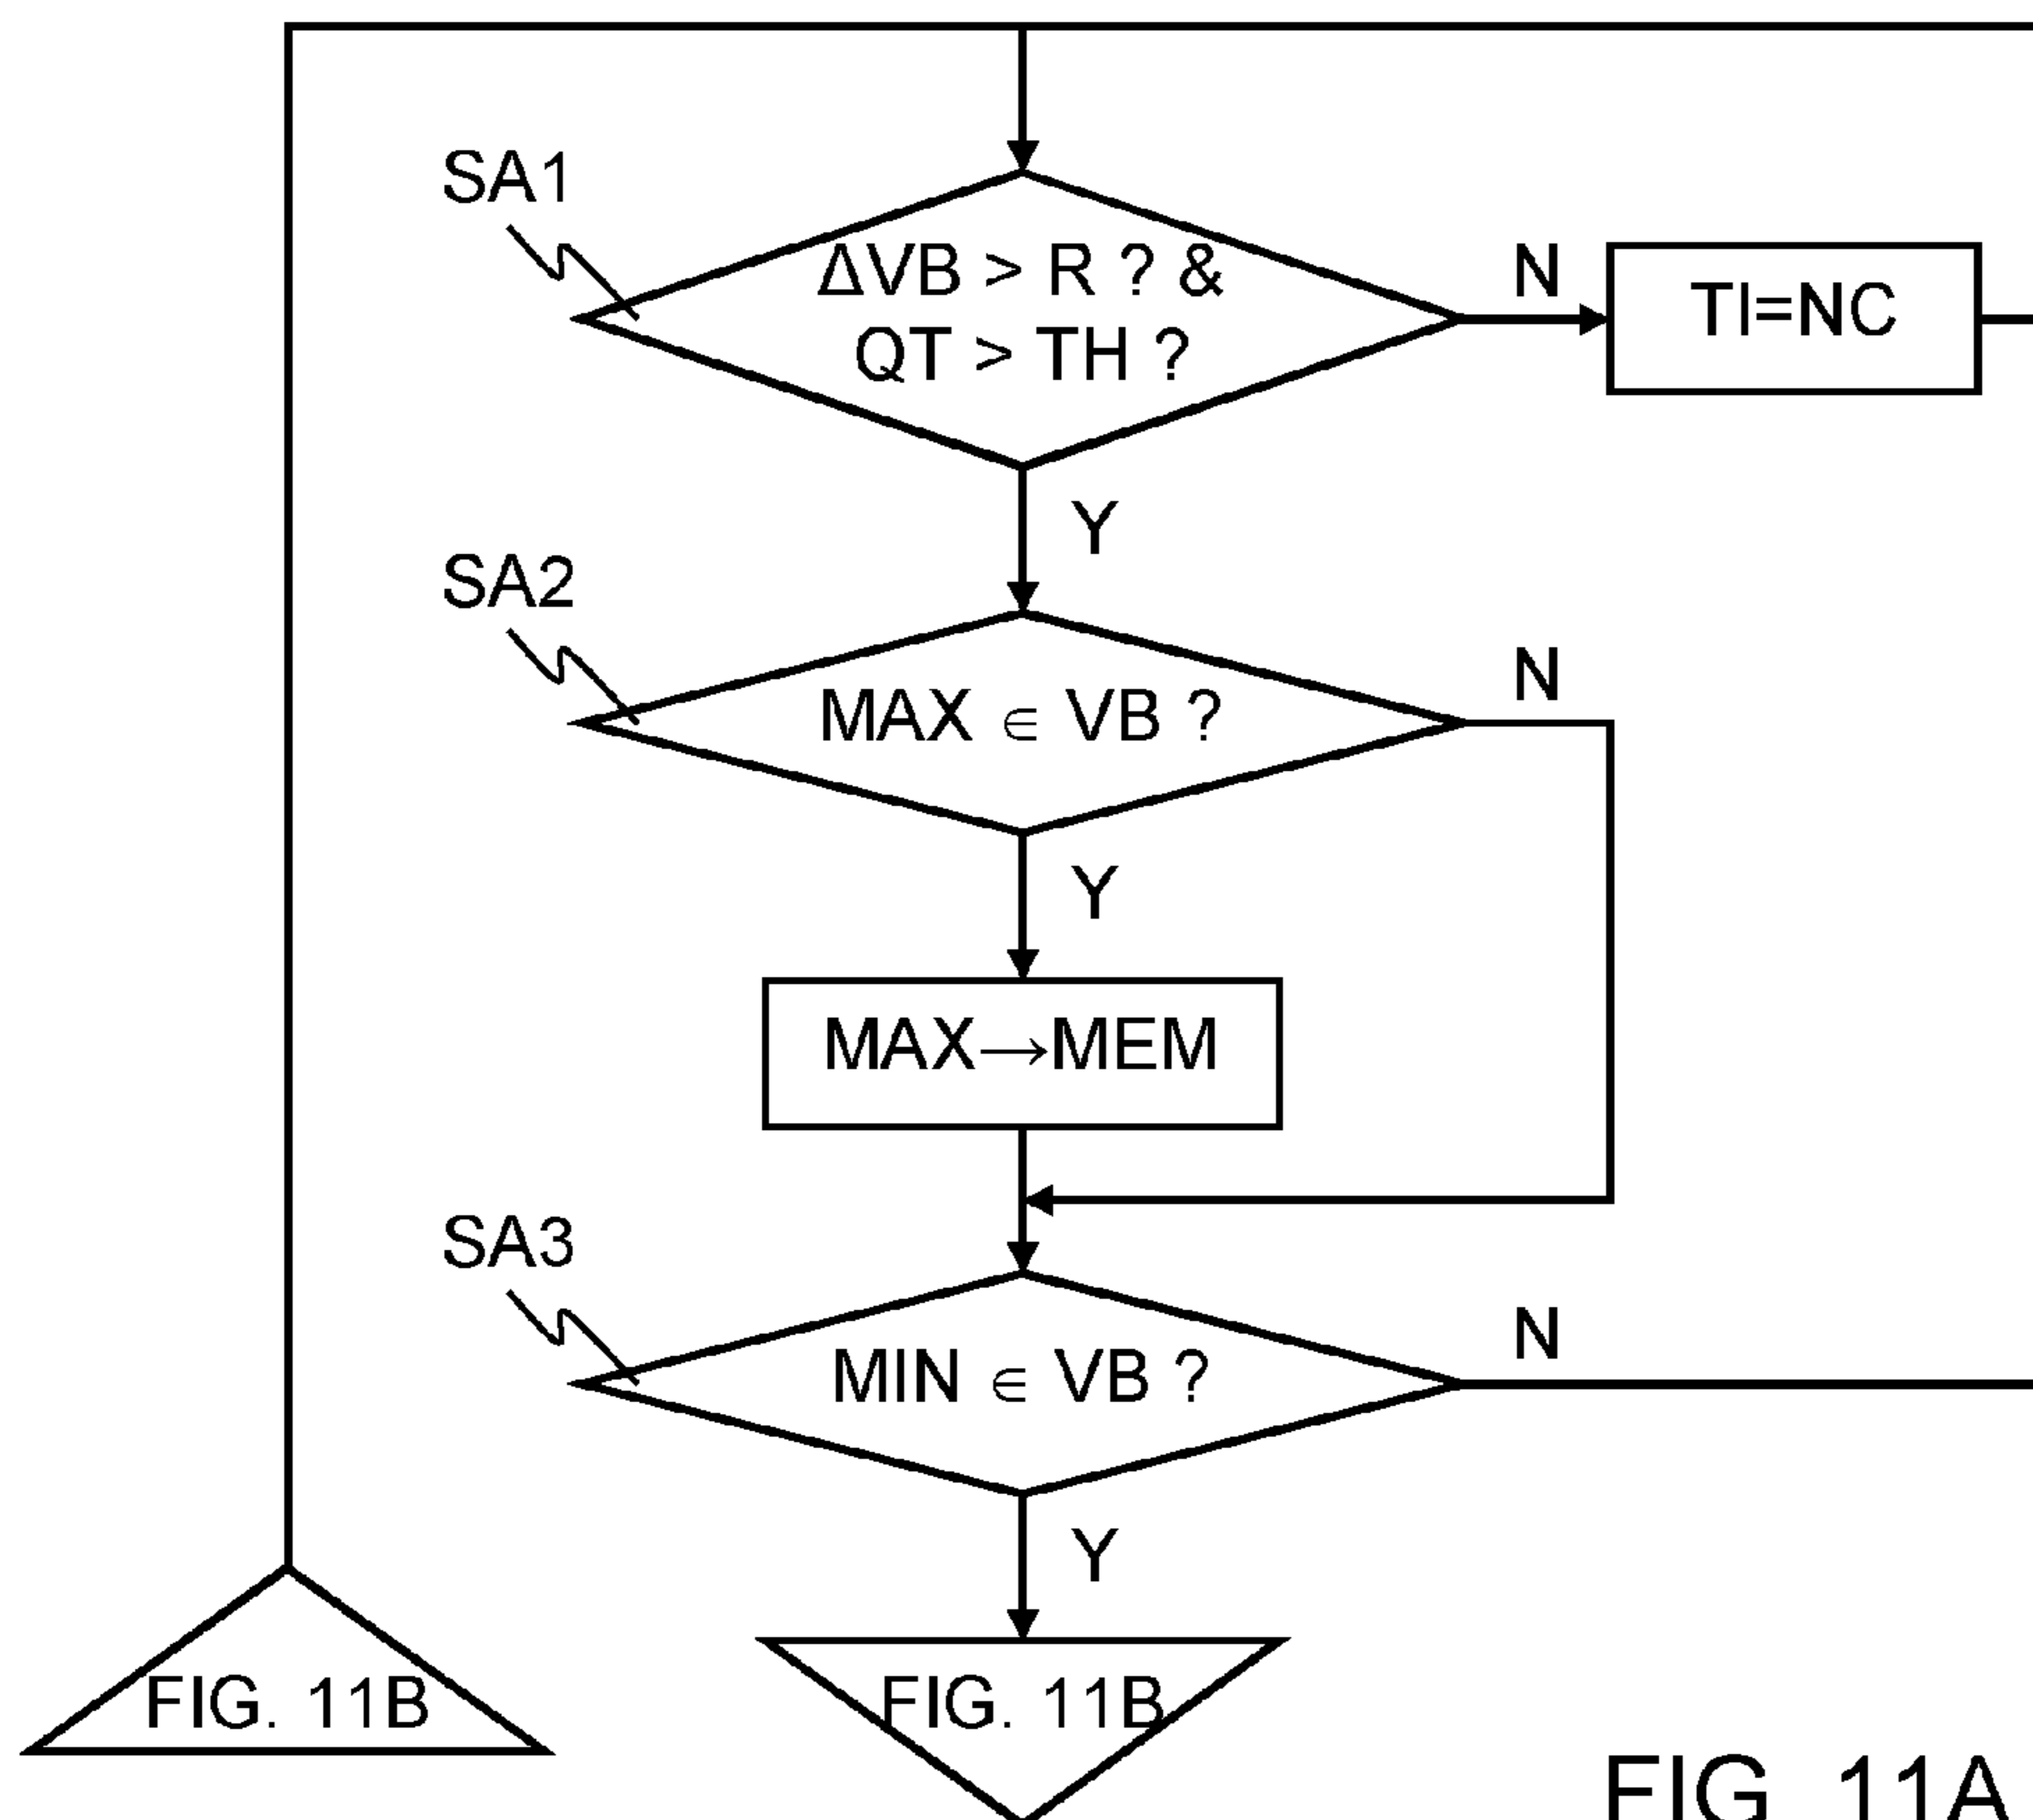 SA1
ΔVB > R ? &
QT > TH ?
N
TI=NC
Y
SA2
MAX ∈ VB ?
N
Y
MAX→MEM
SA3
MIN ∈ VB ?
N
Y
FIG. 11B
FIG. 11B
FIG. 11A